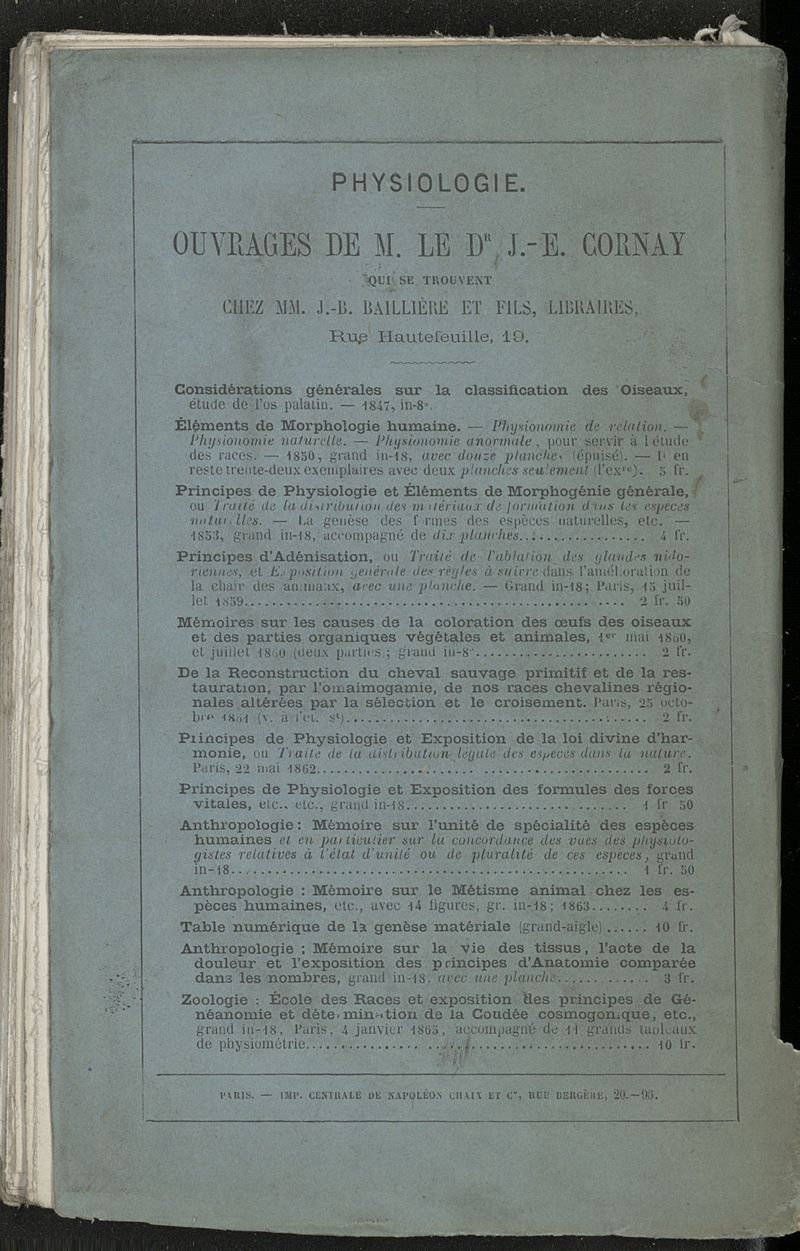 PHYSIOLOGIE.
OUVRAGES DE M. LE Dʳ J.-E. CORNAY
QUI SE TROUVENT
CHEZ MM. J.-B. BAILLIÈRE ET FILS, LIBRAIRES,
Rue Hautefeuille, 19.
Considérations générales sur la classification des Oiseaux,
étude de l'os palatin. — 1847, in-8°.
Éléments de Morphologie humaine. — Physionomie de relation. —
Physionomie naturelle. — Physionomie anormale, pour servir à l'étude
des races. — 1850, grand in-18, avec douze planches (épuisé). — Il en
reste trente-deux exemplaires avec deux planches seulement (l'exʳᵉ). 5 fr.
Principes de Physiologie et Éléments de Morphogénie générale,
ou Traité de la distribution des matériaux de formation dans les espèces
naturelles. — La genèse des formes des espèces naturelles, etc. —
1853, grand in-18, accompagné de dix planches.................. 4 fr.
Principes d'Adénisation, ou Traité de l'ablation des glandes nido-
riennes, et Exposition générale des règles à suivre dans l'amélioration de
la chair des animaux, avec une planche. — Grand in-18; Paris, 15 juil-
let 1859.................................................. 2 fr. 50
Mémoires sur les causes de la coloration des œufs des oiseaux
et des parties organiques végétales et animales, 1ᵉʳ mai 1860,
et juillet 1860 (deux parties); grand in-8°......................... 2 fr.
De la Reconstruction du cheval sauvage primitif et de la res-
tauration, par l'omaimogamie, de nos races chevalines régio-
nales altérées par la sélection et le croisement. Paris, 25 octo-
bre 1861 .......................................... 2 fr.
Principes de Physiologie et Exposition de la loi divine d'har-
monie, ou Traité de la distribution légale des espèces dans la nature.
Paris, 22 mai 1862.............................................. 2 fr.
Principes de Physiologie et Exposition des formules des forces
vitales, etc., etc., grand in-18................................ 1 fr 50
Anthropologie: Mémoire sur l'unité de spécialité des espèces
humaines et en particulier sur la concordance des vues des physiolo-
gistes relatives à l'état d'unité ou de pluralité de ces espèces, grand
in-18......................................................... 1 fr. 50
Anthropologie : Mémoire sur le Métisme animal chez les es-
pèces humaines, etc., avec 14 figures, gr. in-18; 1863........ 4 fr.
Table numérique de la genèse matériale (grand-aigle) ...... 10 fr.
Anthropologie ; Mémoire sur la vie des tissus, l'acte de la
douleur et l'exposition des principes d'Anatomie comparée
dans les nombres, grand in-18, avec une planche............. 3 fr.
Zoologie : École des Races et exposition des principes de Gé-
néanomie et détermination de la Coudée cosmogonique, etc.,
grand in-18, Paris, 4 janvier 1865, accompagné de 11 grands tableaux
de physiométrie............................................... 10 fr.
PARIS. — IMP. CENTRALE DE NAPOLÉON CHAIX ET Cᵉ, RUE BERGÈRE, 20.—